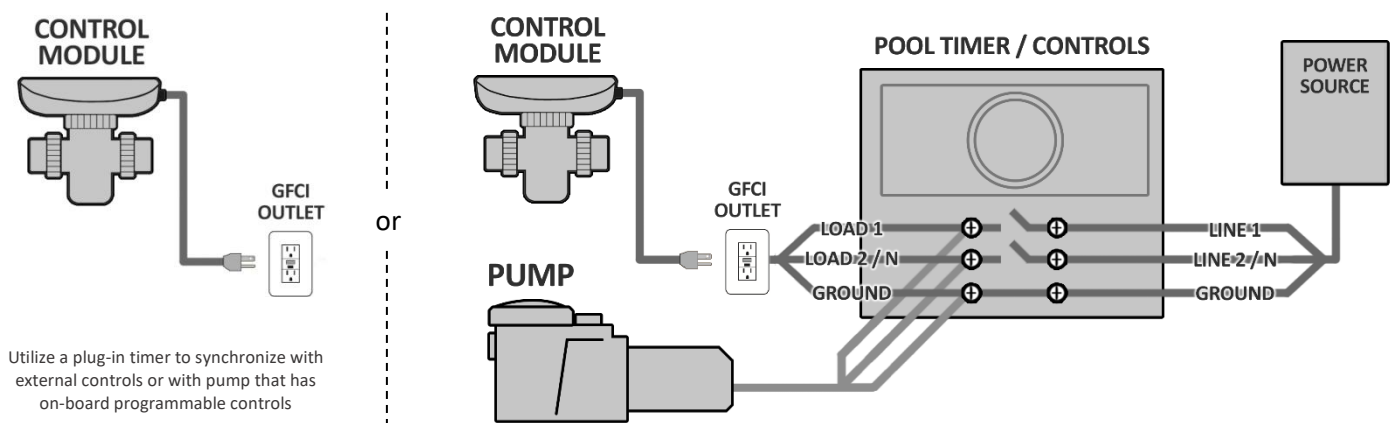 CONTROL
MODULE
GFCI
OUTLET
Utilize a plug-in timer to synchronize with
external controls or with pump that has
on-board programmable controls
or
CONTROL
MODULE
GFCI
OUTLET
PUMP
POOL TIMER / CONTROLS
LOAD 1
LOAD 2 / N
GROUND
LINE 1
LINE 2 / N
GROUND
POWER
SOURCE